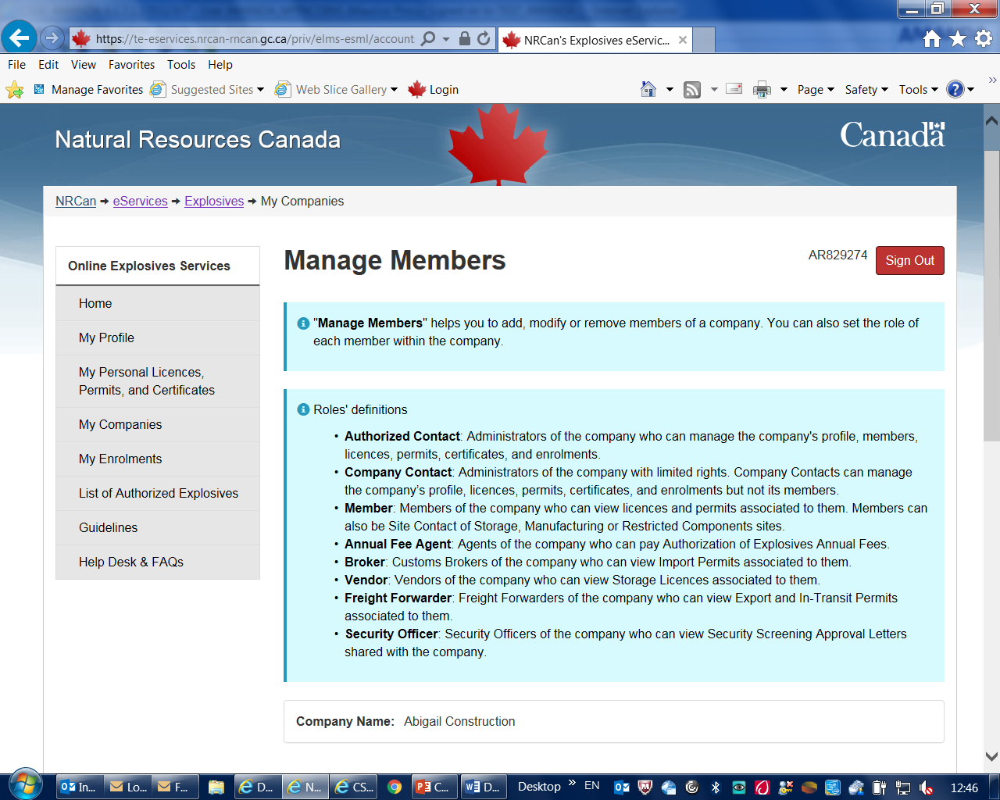 https://te-eservices.nrcan-rncan.gc.ca/priv/elms-esml/account
NRCan's Explosives eServic...
File Edit View Favorites Tools Help
Manage Favorites Suggested Sites Web Slice Gallery Login
Page Safety Tools
Natural Resources Canada
Canada
NRCan eServices Explosives My Companies
Online Explosives Services
Home
My Profile
My Personal Licences,
Permits, and Certificates
My Companies
My Enrolments
List of Authorized Explosives
Guidelines
Help Desk & FAQs
Manage Members
AR829274
Sign Out
"Manage Members" helps you to add, modify or remove members of a company. You can also set the role of
each member within the company.
Roles' definitions
• Authorized Contact: Administrators of the company who can manage the company's profile, members,
licences, permits, certificates, and enrolments.
• Company Contact: Administrators of the company with limited rights. Company Contacts can manage
the company’s profile, licences, permits, certificates, and enrolments but not its members.
• Member: Members of the company who can view licences and permits associated to them. Members can
also be Site Contact of Storage, Manufacturing or Restricted Components sites.
• Annual Fee Agent: Agents of the company who can pay Authorization of Explosives Annual Fees.
• Broker: Customs Brokers of the company who can view Import Permits associated to them.
• Vendor: Vendors of the company who can view Storage Licences associated to them.
• Freight Forwarder: Freight Forwarders of the company who can view Export and In-Transit Permits
associated to them.
• Security Officer: Security Officers of the company who can view Security Screening Approval Letters
shared with the company.
Company Name: Abigail Construction
In... Lo... F... D... N... CS... C... D... Desktop » EN 12:46